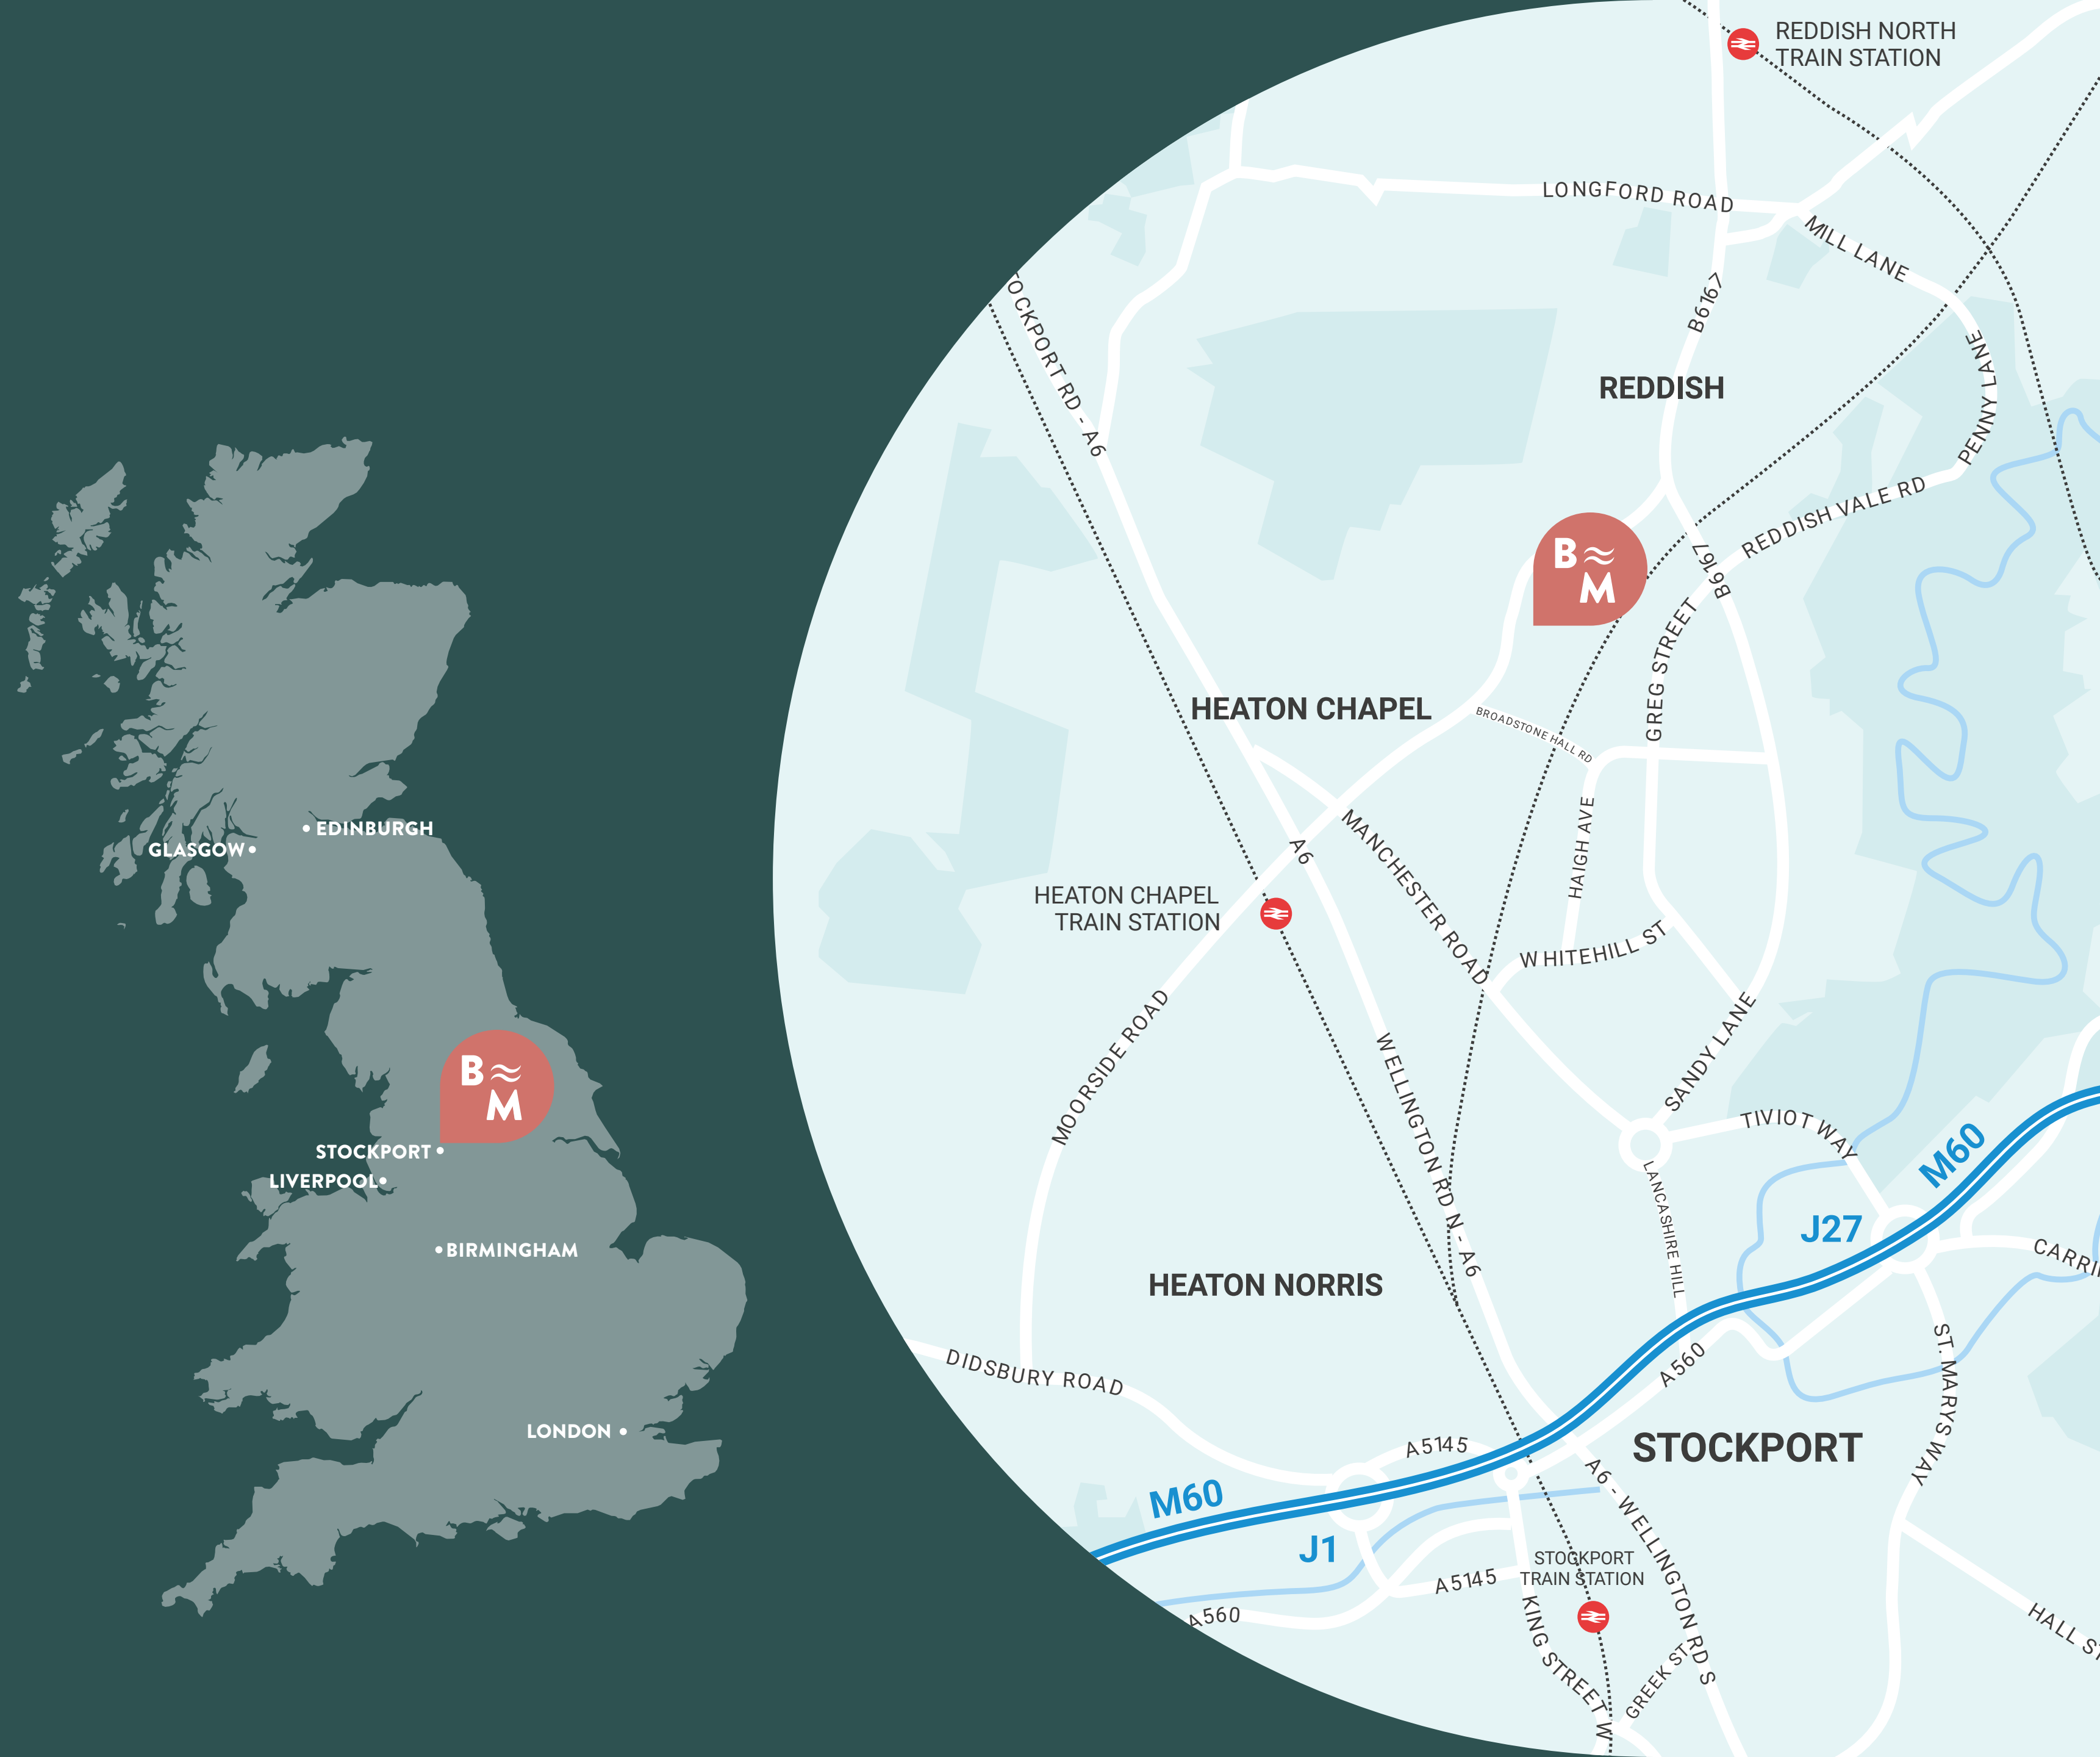 EDINBURGH
GLASGOW
B
M
STOCKPORT
LIVERPOOL
BIRMINGHAM
LONDON
REDDISH NORTH
TRAIN STATION
LONGFORD ROAD
MILL LANE
B6167
TOCKPORT RD - A6
PENNY LANE
REDDISH
REDDISH VALE RD
B
M
B6167
GREG STREET
HEATON CHAPEL
BROADSTONE HALL RD
A6
MANCHESTER ROAD
HAIGH AVE
HEATON CHAPEL
TRAIN STATION
WHITEHILL ST
MOORSIDE ROAD
SANDY LANE
WELLINGTON RD N - A6
TIVIOT WAY
M60
LANCASHIRE HILL
J27
CARRI
HEATON NORRIS
DIDSBURY ROAD
A560
ST. MARYS WAY
A5145
STOCKPORT
M60
A6 - WELLINGTON RD S
J1
STOCKPORT
TRAIN STATION
A5145
A560
KING STREET W
GREEK ST
HALL S